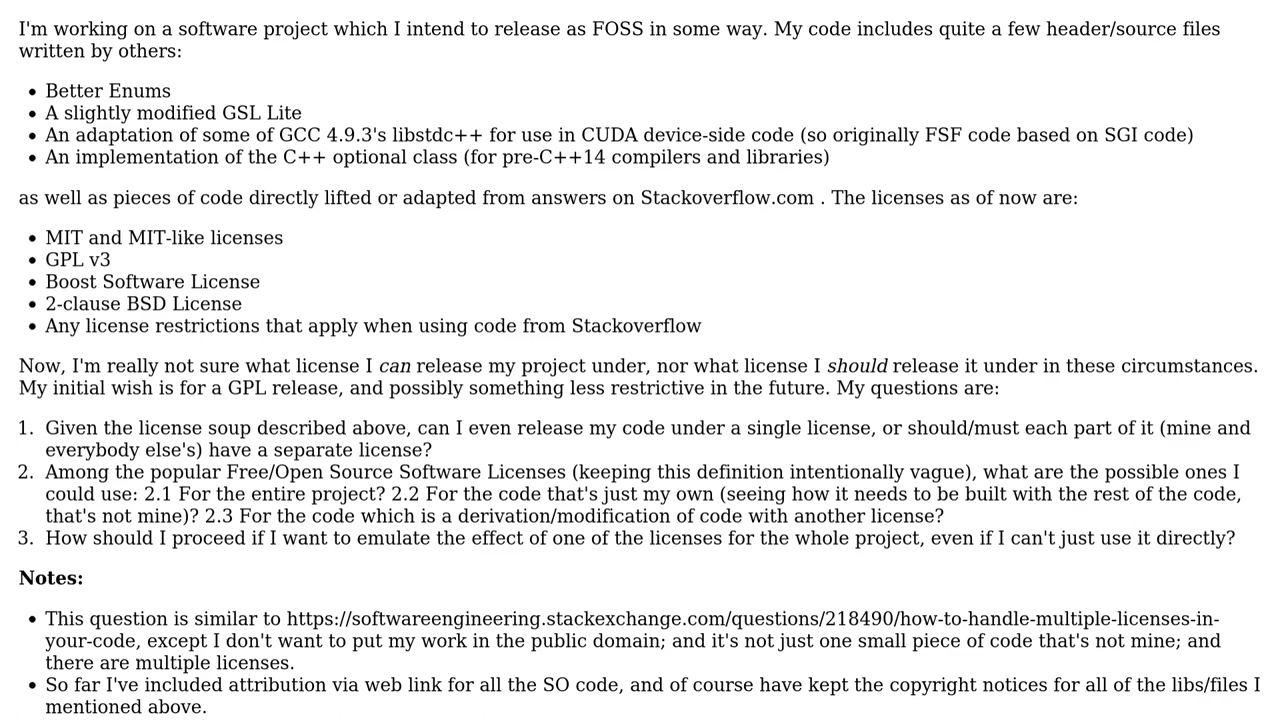 I'm working on a software project which I intend to release as FOSS in some way. My code includes quite a few header/source files
written by others:
• Better Enums
• A slightly modified GSL Lite
• An adaptation of some of GCC 4.9.3's libstdc++ for use in CUDA device-side code (so originally FSF code based on SGI code)
• An implementation of the C++ optional class (for pre-C++14 compilers and libraries)
as well as pieces of code directly lifted or adapted from answers on Stackoverflow.com . The licenses as of now are:
• MIT and MIT-like licenses
• GPL v3
• Boost Software License
• 2-clause BSD License
• Any license restrictions that apply when using code from Stackoverflow
Now, I'm really not sure what license I can release my project under, nor what license I should release it under in these circumstances.
My initial wish is for a GPL release, and possibly something less restrictive in the future. My questions are:
1. Given the license soup described above, can I even release my code under a single license, or should/must each part of it (mine and
everybody else's) have a separate license?
2. Among the popular Free/Open Source Software Licenses (keeping this definition intentionally vague), what are the possible ones I
could use: 2.1 For the entire project? 2.2 For the code that's just my own (seeing how it needs to be built with the rest of the code,
that's not mine)? 2.3 For the code which is a derivation/modification of code with another license?
3. How should I proceed if I want to emulate the effect of one of the licenses for the whole project, even if I can't just use it directly?
Notes:
• This question is similar to https://softwareengineering.stackexchange.com/questions/218490/how-to-handle-multiple-licenses-in-
your-code, except I don't want to put my work in the public domain; and it's not just one small piece of code that's not mine; and
there are multiple licenses.
• So far I've included attribution via web link for all the SO code, and of course have kept the copyright notices for all of the libs/files I
mentioned above.